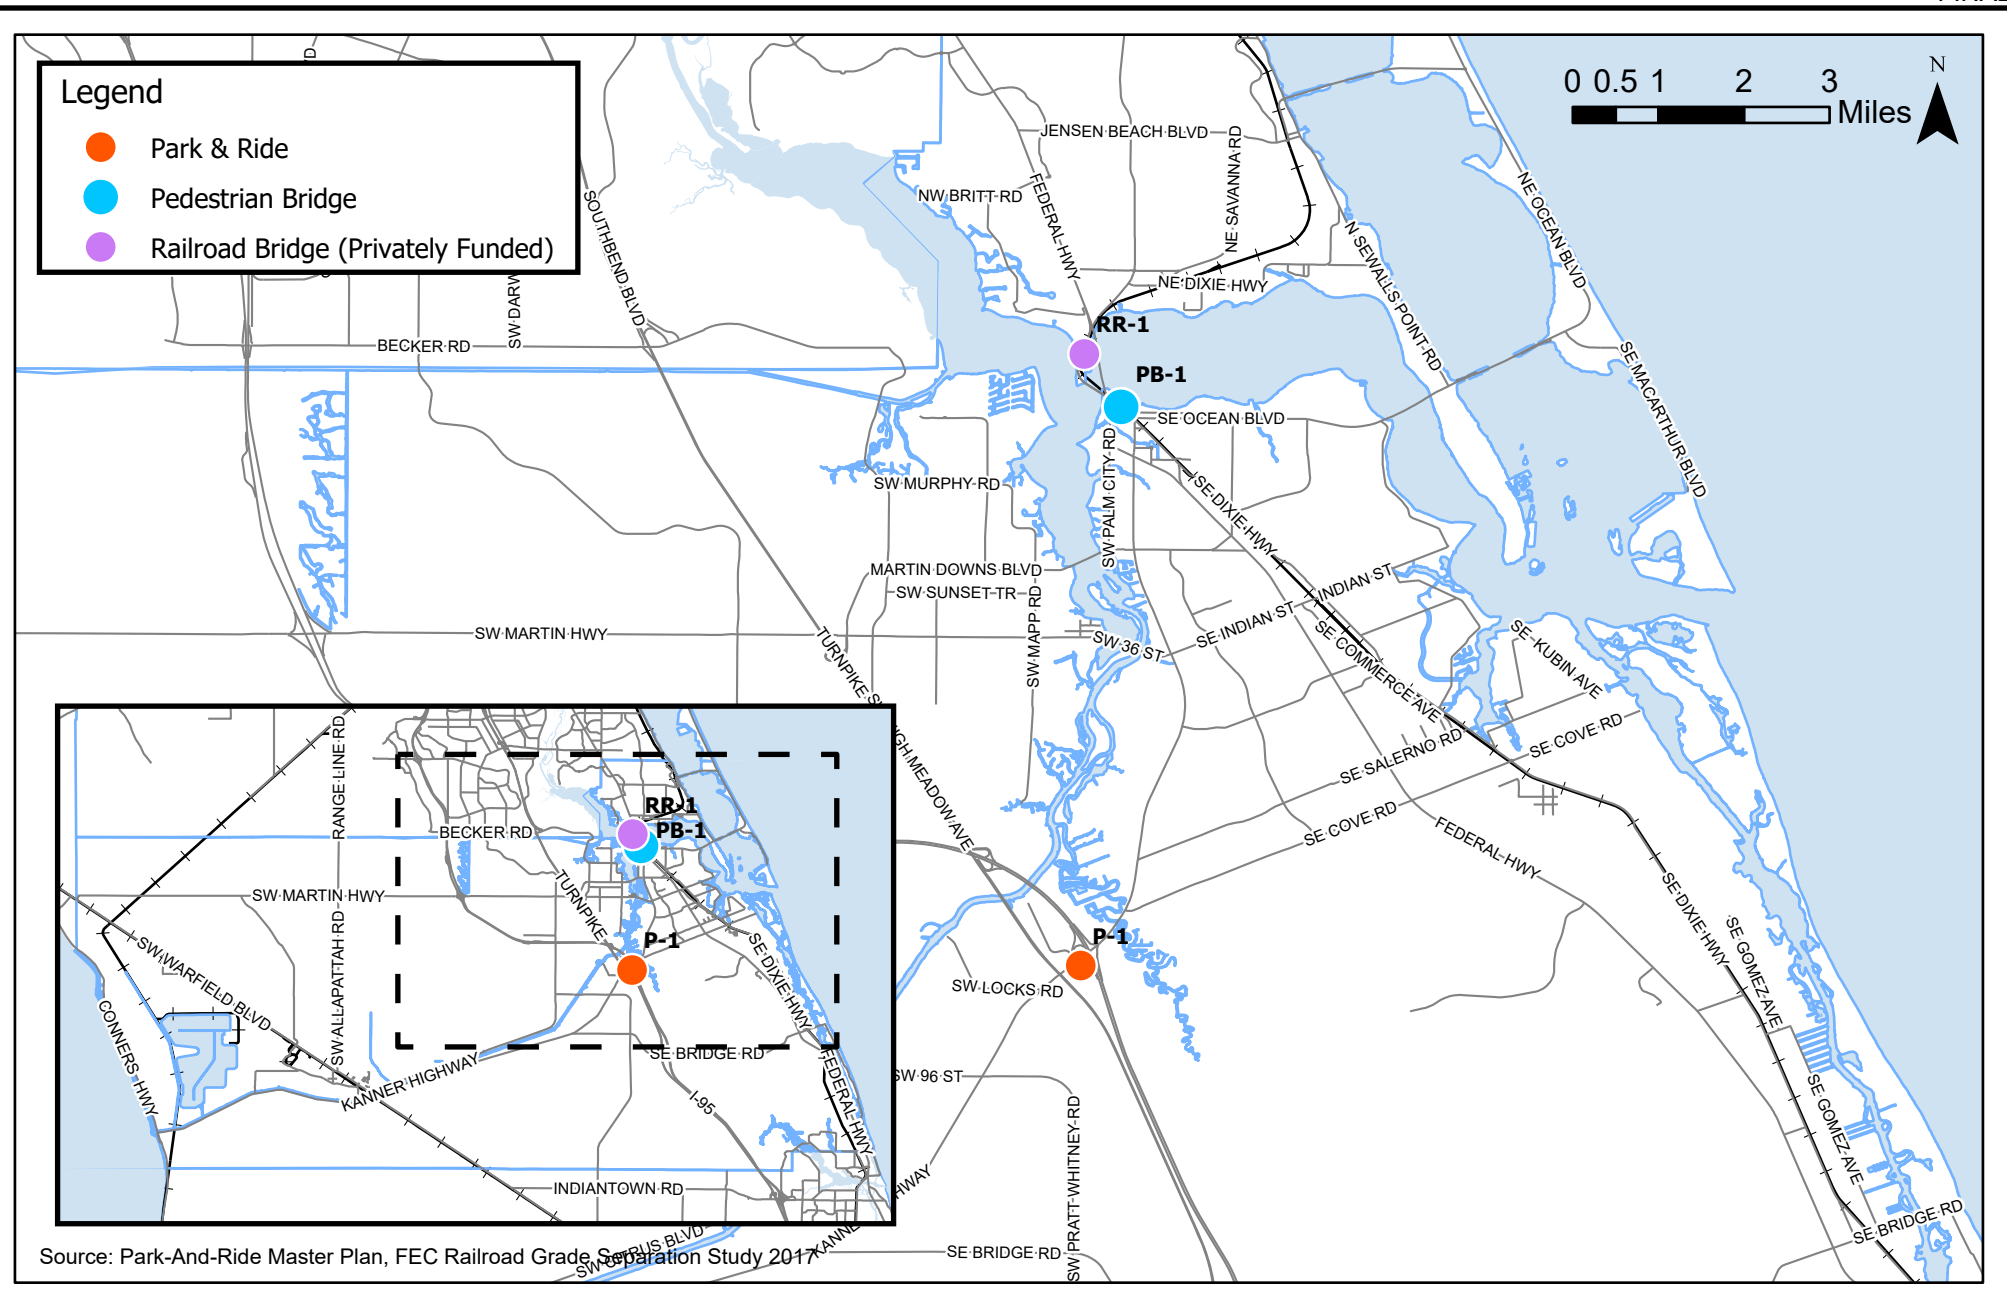 Legend
Park & Ride
Pedestrian Bridge
Railroad Bridge (Privately Funded)
0 0.5 1 2 3
Miles
N
JENSEN BEACH BLVD
NE SAVANNA RD
NW BRITT RD
FEDERAL HWY
NE DIXIE HWY
N SEWALLS POINT RD
NE OCEAN BLVD
SE MACARTHUR BLVD
SOUTHBEND BLVD
BECKER RD
RR-1
PB-1
SE OCEAN BLVD
SW PALM CITY RD
SW MURPHY RD
SE DIXIE HWY
MARTIN DOWNS BLVD
SW SUNSET TR
SW MAPP RD
SW MARTIN HWY
SW 36 ST
SE INDIAN ST
INDIAN ST
SE COMMERCE AVE
SE KUBIN AVE
SE SALERNO RD
SE COVE RD
SE COVE RD
FEDERAL HWY
SE DIXIE HWY
SE GOMEZ AVE
SE GOMEZ AVE
SE BRIDGE RD
P-1
SW LOCKS RD
SW 96 ST
SW PRATT WHITNEY RD
SE BRIDGE RD
RANGE LINE RD
BECKER RD
RR-1
PB-1
SW MARTIN HWY
TURNPIKE
SW ALLAPATTAH RD
P-1
SE DIXIE HWY
SW WARFIELD BLVD
CONNERS HWY
KANNER HIGHWAY
SE BRIDGE RD
I-95
FEDERAL HWY
INDIANTOWN RD
SW CITRUS BLVD
Source: Park-And-Ride Master Plan, FEC Railroad Grade Separation Study 2017